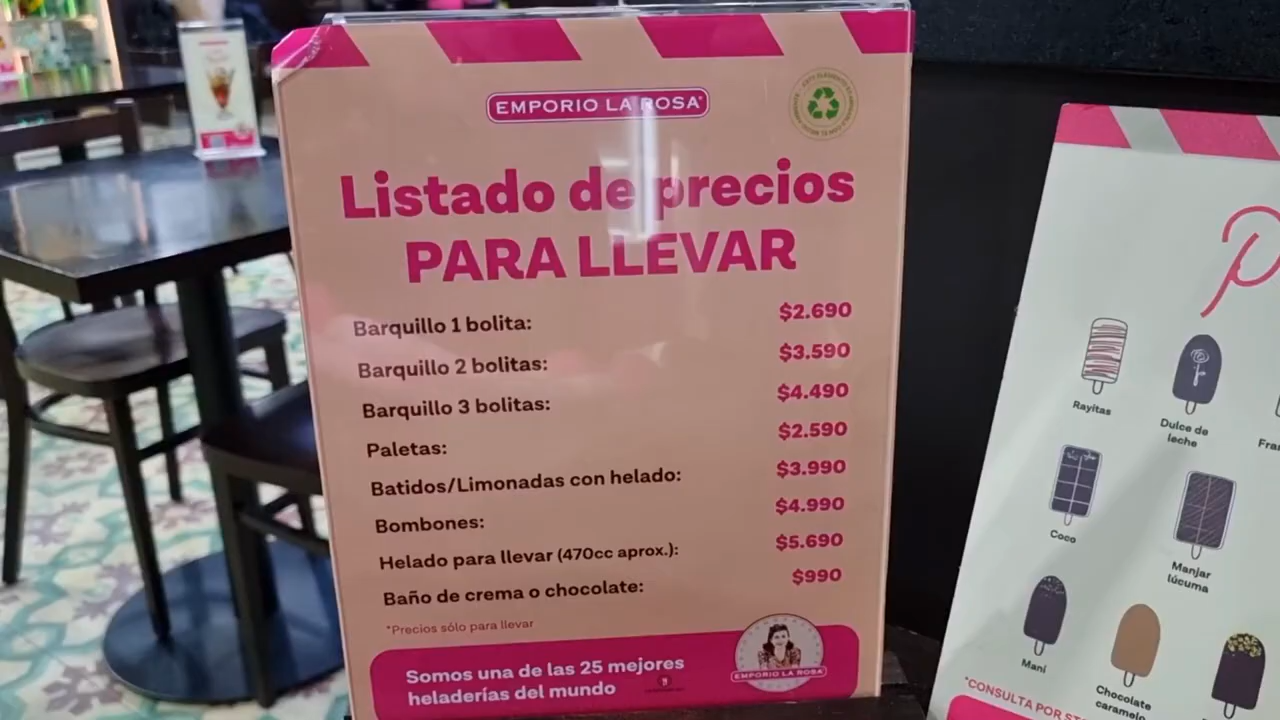 EMPORIO LA ROSA
Listado de precios
PARA LLEVAR
Barquillo 1 bolita: $2.690
Barquillo 2 bolitas: $3.590
Barquillo 3 bolitas: $4.490
Paletas: $2.590
Batidos/Limonadas con helado: $3.990
Bombones: $4.990
Helado para llevar (470cc aprox.): $5.690
Baño de crema o chocolate: $990
*Precios sólo para llevar
Somos una de las 25 mejores
heladerías del mundo
EMPORIO LA ROSA
Rayitas
Dulce de
leche
Coco
Manjar
lúcuma
Maní
Chocolate
caramelo
*CONSULTA POR